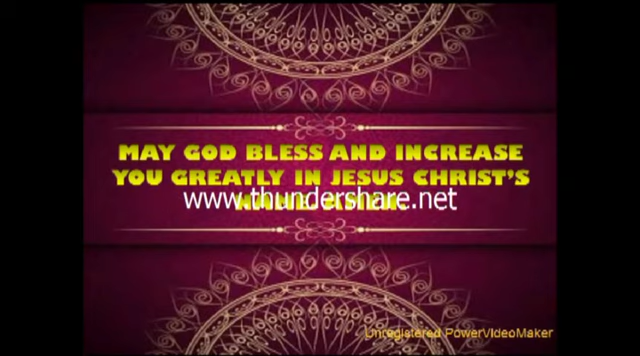 MAY GOD BLESS AND INCREASE
YOU GREATLY IN JESUS CHRIST'S
www.thundershare.net
Unregistered PowerVideoMaker